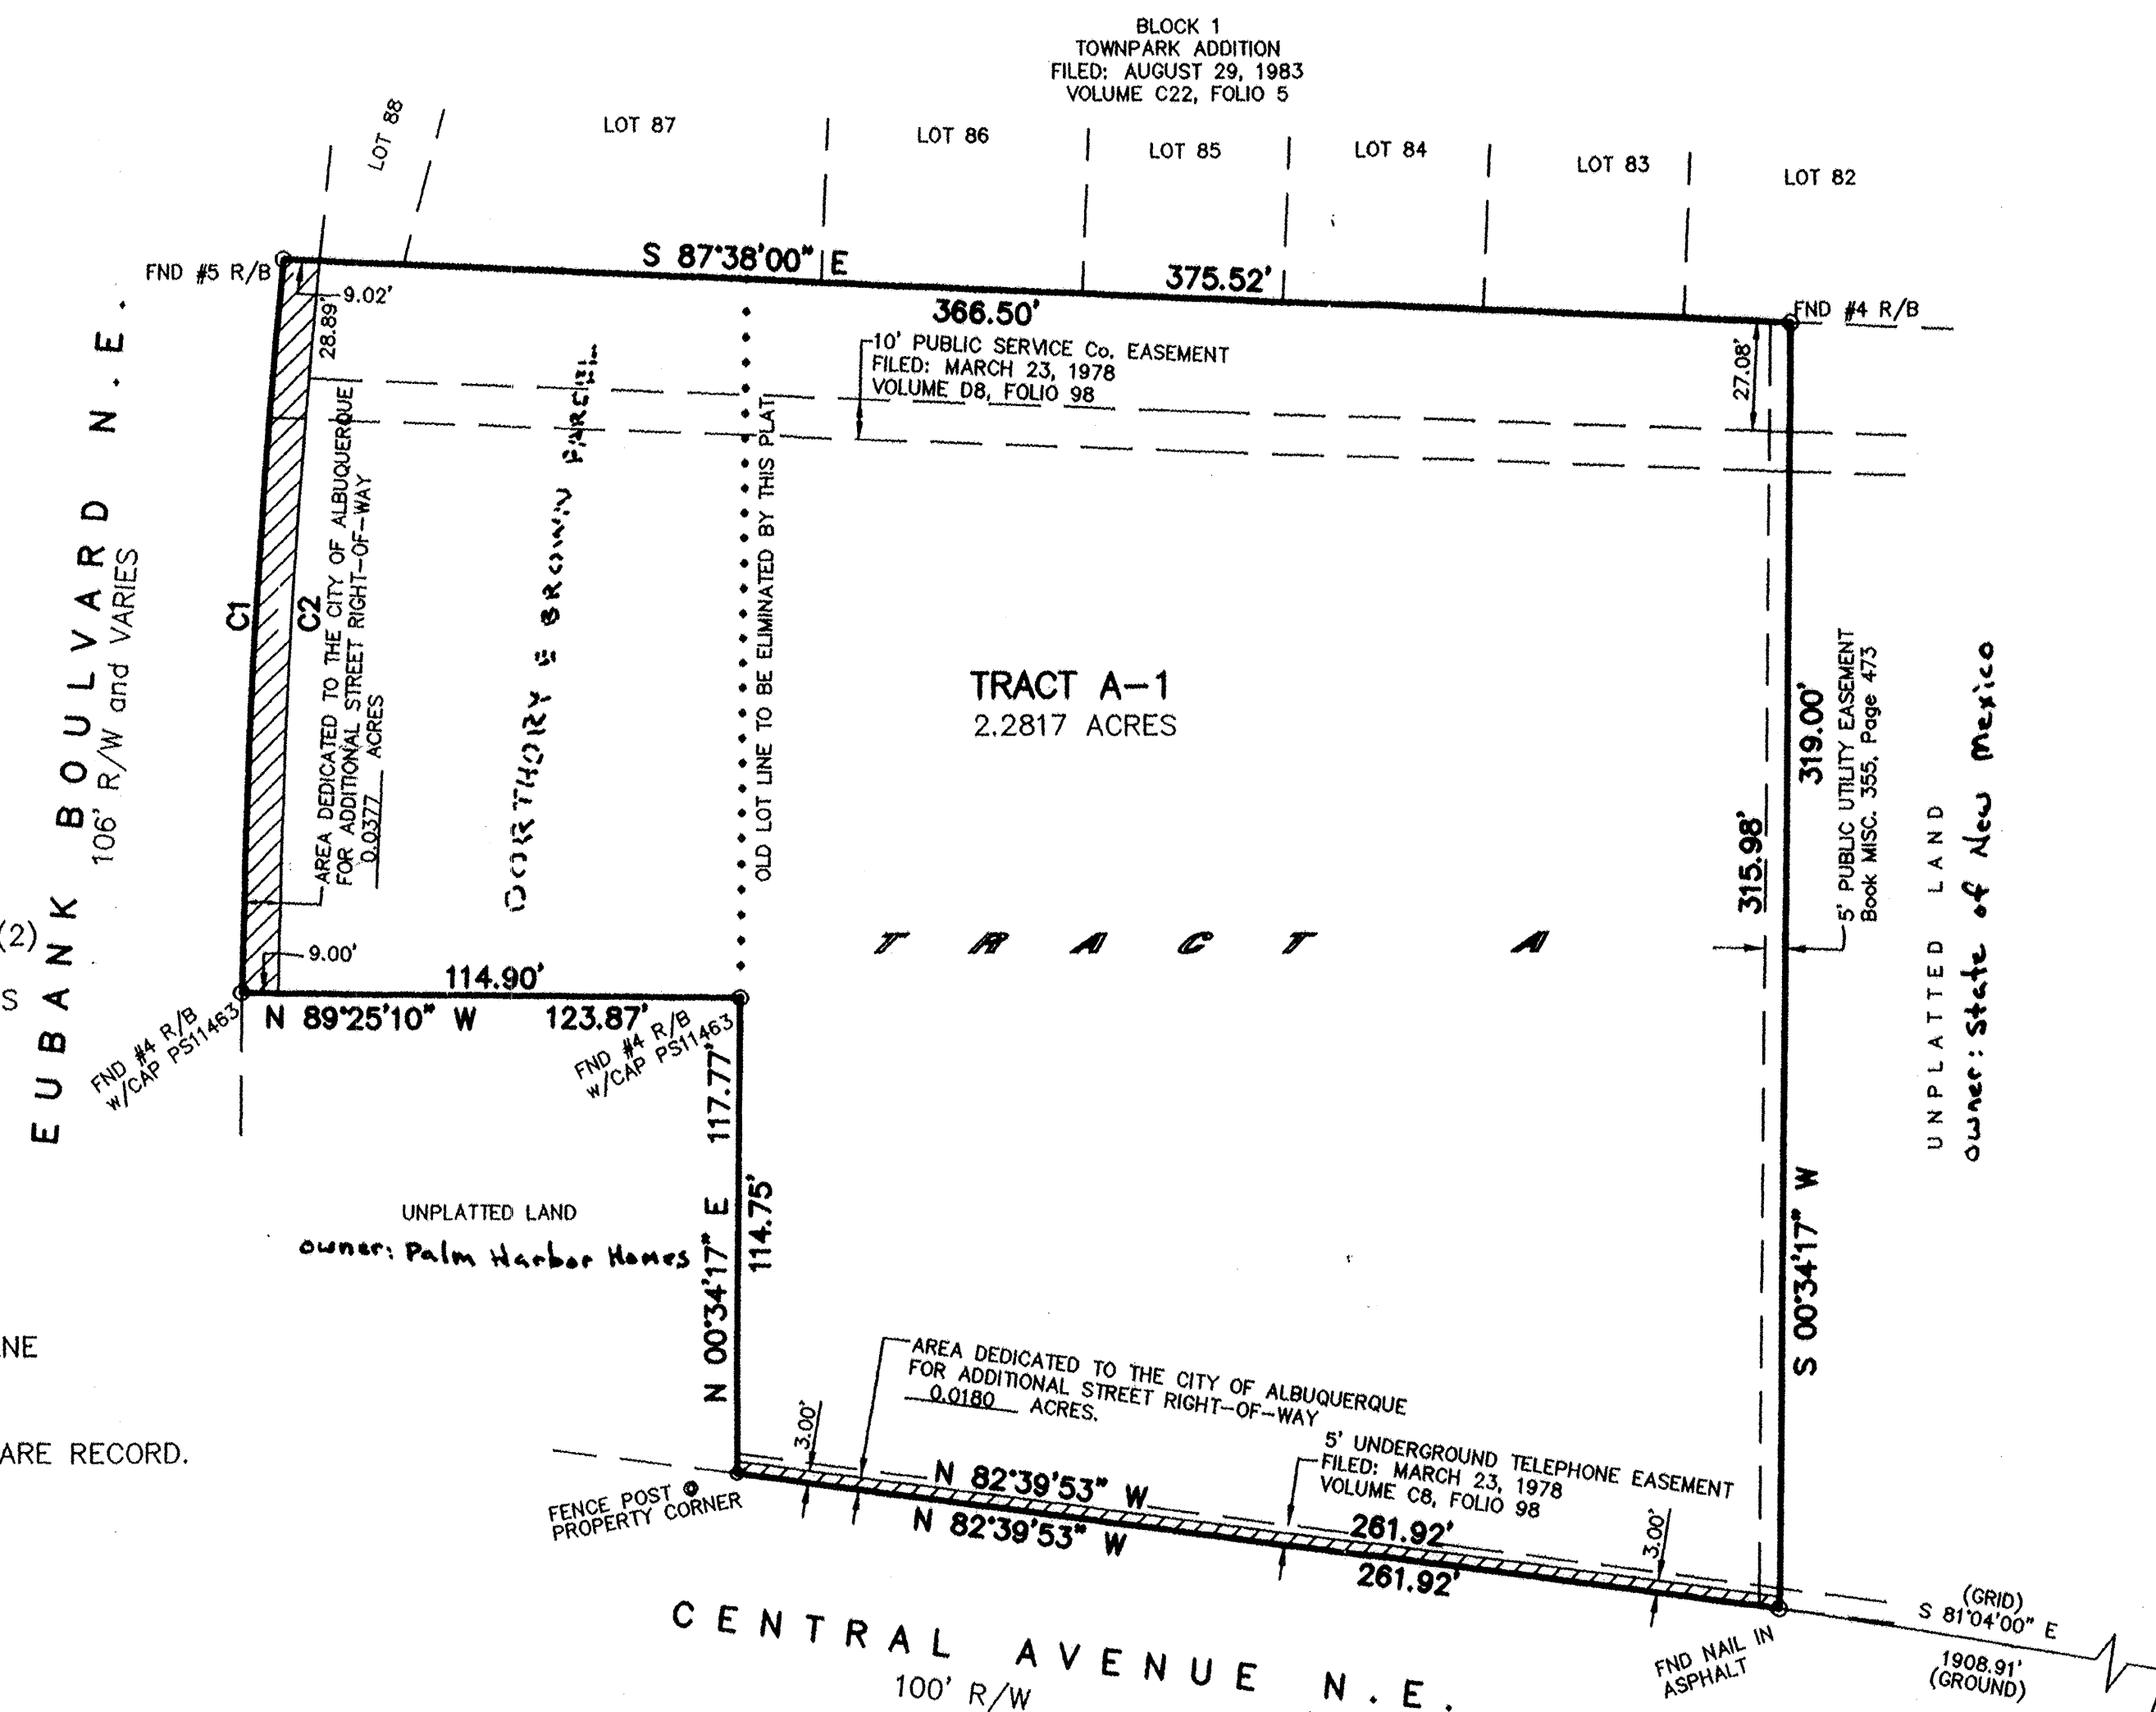 BLOCK 1
TOWNPARK ADDITION
FILED: AUGUST 29, 1983
VOLUME C22, FOLIO 5
LOT 88
LOT 87
LOT 86
LOT 85
LOT 84
LOT 83
LOT 82
FND #5 R/B
S 87°38'00" E
375.52'
366.50'
FND #4 R/B
9.02'
28.89'
27.08'
10' PUBLIC SERVICE Co. EASEMENT
FILED: MARCH 23, 1978
VOLUME D8, FOLIO 98
EUBANK BOULVARD N.E.
106' R/W and VARIES
C1
C2
AREA DEDICATED TO THE CITY OF ALBUQUERQUE
FOR ADDITIONAL STREET RIGHT-OF-WAY
0.0377 ACRES
DORTHORY E BROWN PARCEL
OLD LOT LINE TO BE ELIMINATED BY THIS PLAT
TRACT A-1
2.2817 ACRES
319.00'
315.98'
5' PUBLIC UTILITY EASEMENT
Book MISC. 355, Page 473
UNPLATTED LAND
owner: State of New Mexico
TRACT A
(2)
S
9.00'
114.90'
N 89°25'10" W
123.87'
FND #4 R/B
w/CAP PS11463
FND #4 R/B
w/CAP PS11463
117.77'
N 00°34'17" E
114.75'
S 00°34'17" W
UNPLATTED LAND
owner: Palm Harbor Homes
NE
ARE RECORD.
AREA DEDICATED TO THE CITY OF ALBUQUERQUE
FOR ADDITIONAL STREET RIGHT-OF-WAY
0.0180 ACRES.
3.00'
5' UNDERGROUND TELEPHONE EASEMENT
FILED: MARCH 23, 1978
VOLUME C8, FOLIO 98
N 82°39'53" W
261.92'
N 82°39'53" W
261.92'
3.00'
FENCE POST @
PROPERTY CORNER
FND NAIL IN
ASPHALT
(GRID)
S 81°04'00" E
1908.91'
(GROUND)
CENTRAL AVENUE N.E.
100' R/W